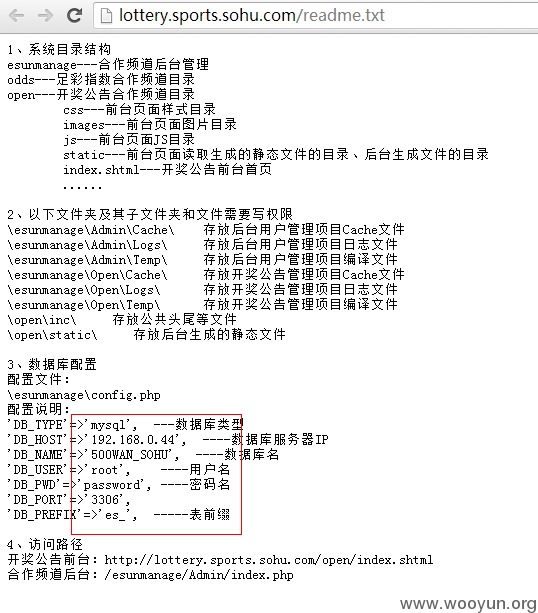 lottery.sports.sohu.com/readme.txt
1、系统目录结构
esunmanage---合作频道后台管理
odds---足彩指数合作频道目录
open---开奖公告合作频道目录
css---前台页面样式目录
images---前台页面图片目录
js---前台页面JS目录
static---前台页面读取生成的静态文件的目录、后台生成文件的目录
index.shtml---开奖公告前台首页
......
2、以下文件夹及其子文件夹和文件需要写权限
\esunmanage\Admin\Cache\ 存放后台用户管理项目Cache文件
\esunmanage\Admin\Logs\ 存放后台用户管理项目日志文件
\esunmanage\Admin\Temp\ 存放后台用户管理项目编译文件
\esunmanage\Open\Cache\ 存放开奖公告管理项目Cache文件
\esunmanage\Open\Logs\ 存放开奖公告管理项目日志文件
\esunmanage\Open\Temp\ 存放开奖公告管理项目编译文件
\open\inc\ 存放公共头尾等文件
\open\static\ 存放后台生成的静态文件
3、数据库配置
配置文件：
\esunmanage\config.php
配置说明：
'DB_TYPE'=>'mysql', ---数据库类型
'DB_HOST'=>'192.168.0.44', ----数据库服务器IP
'DB_NAME'=>'500WAN_SOHU', ----数据库名
'DB_USER'=>'root', ----用户名
'DB_PWD'=>'password', ----密码名
'DB_PORT'=>'3306',
'DB_PREFIX'=>'es_', -----表前缀
4、访问路径
开奖公告前台：http://lottery.sports.sohu.com/open/index.shtml
合作频道后台：/esunmanage/Admin/index.php
www.wooyun.org